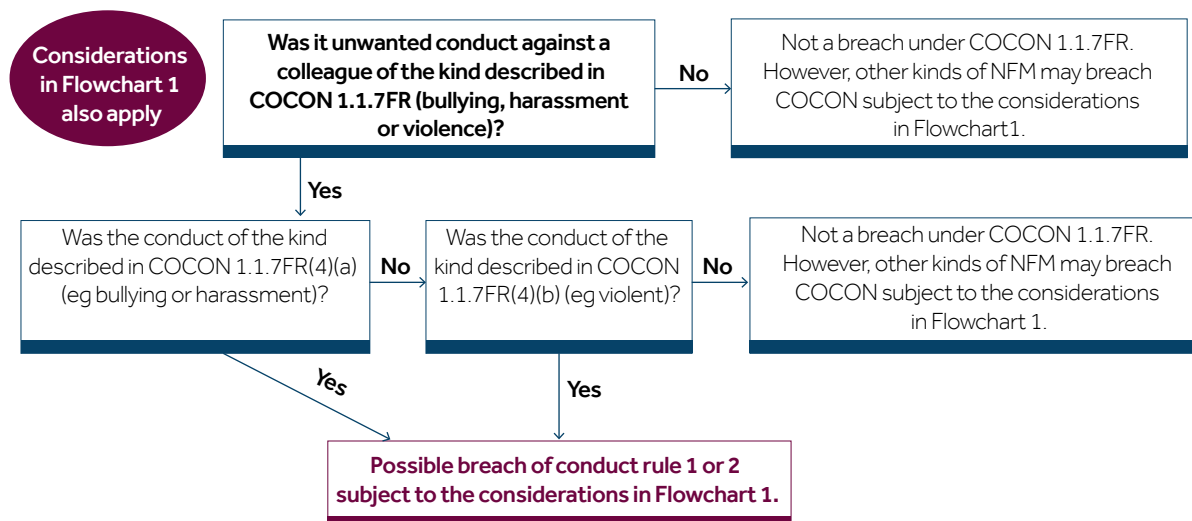 Considerations
in Flowchart 1
also apply
Was it unwanted conduct against a
colleague of the kind described in
COCON 1.1.7FR (bullying, harassment
or violence)?
No
Not a breach under COCON 1.1.7FR.
However, other kinds of NFM may breach
COCON subject to the considerations
in Flowchart1.
Yes
Was the conduct of the kind
described in COCON 1.1.7FR(4)(a)
(eg bullying or harassment)?
No
Was the conduct of the
kind described in COCON
1.1.7FR(4)(b) (eg violent)?
No
Not a breach under COCON 1.1.7FR.
However, other kinds of NFM may breach
COCON subject to the considerations
in Flowchart 1.
Yes
Yes
Possible breach of conduct rule 1 or 2
subject to the considerations in Flowchart 1.